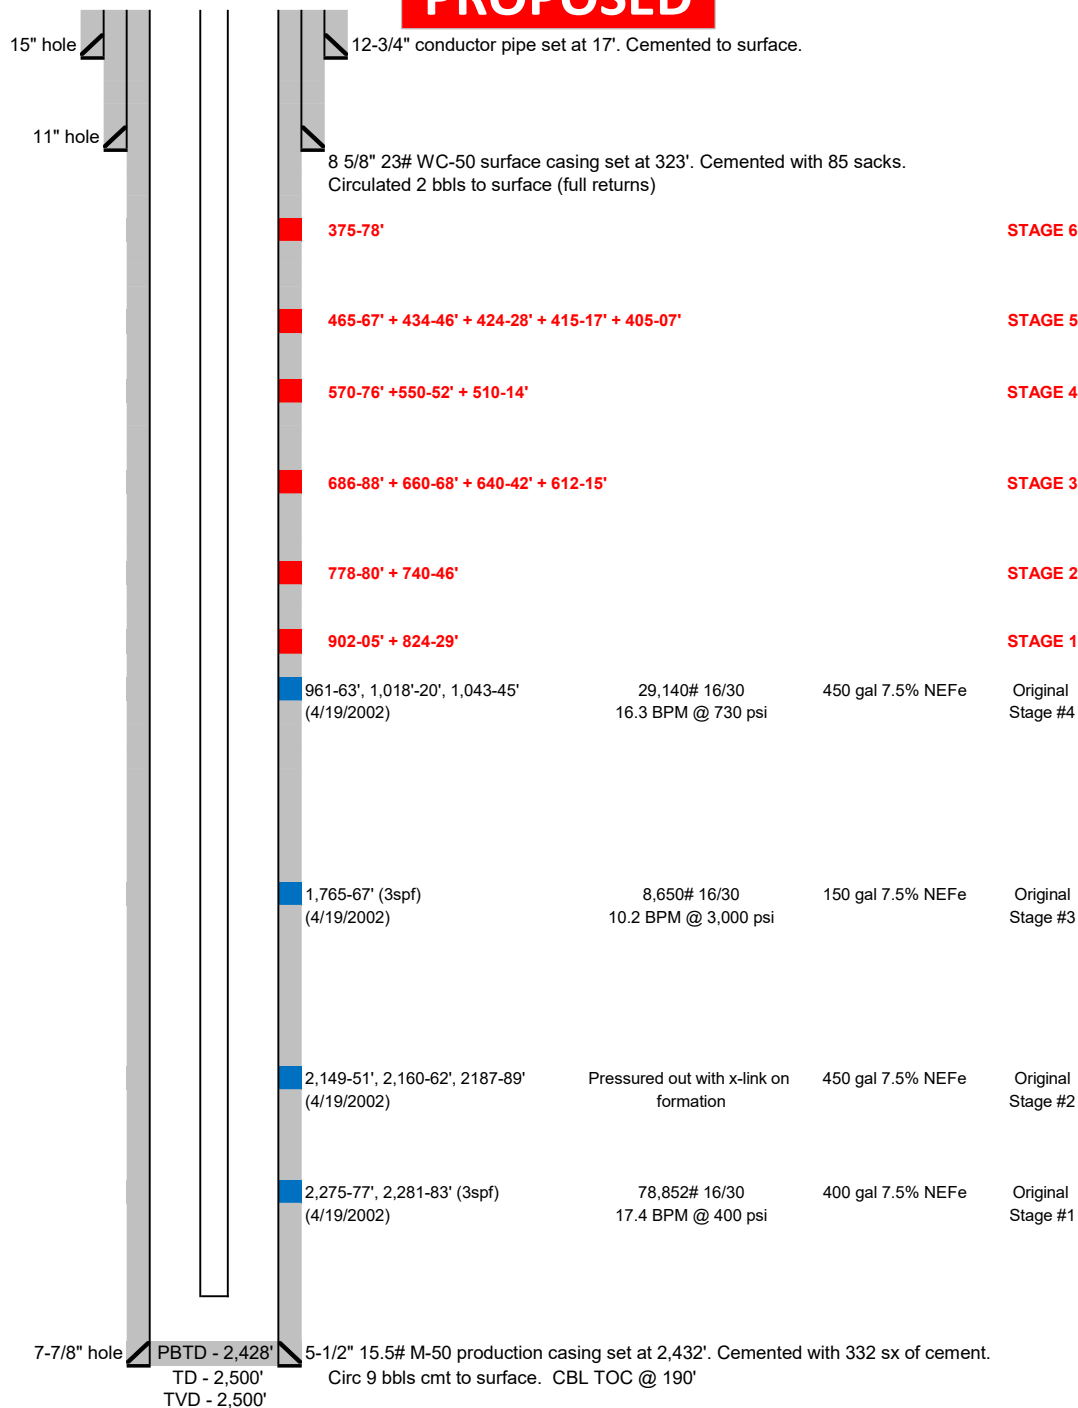 PROPOSED
15" hole
12-3/4" conductor pipe set at 17'. Cemented to surface.
11" hole
8 5/8" 23# WC-50 surface casing set at 323'. Cemented with 85 sacks.
Circulated 2 bbls to surface (full returns)
375-78' STAGE 6
465-67' + 434-46' + 424-28' + 415-17' + 405-07' STAGE 5
570-76' +550-52' + 510-14' STAGE 4
686-88' + 660-68' + 640-42' + 612-15' STAGE 3
778-80' + 740-46' STAGE 2
902-05' + 824-29' STAGE 1
961-63', 1,018'-20', 1,043-45' 29,140# 16/30 450 gal 7.5% NEFe Original
(4/19/2002) 16.3 BPM @ 730 psi Stage #4
1,765-67' (3spf) 8,650# 16/30 150 gal 7.5% NEFe Original
(4/19/2002) 10.2 BPM @ 3,000 psi Stage #3
2,149-51', 2,160-62', 2187-89' Pressured out with x-link on 450 gal 7.5% NEFe Original
(4/19/2002) formation Stage #2
2,275-77', 2,281-83' (3spf) 78,852# 16/30 400 gal 7.5% NEFe Original
(4/19/2002) 17.4 BPM @ 400 psi Stage #1
7-7/8" hole PBTD - 2,428' 5-1/2" 15.5# M-50 production casing set at 2,432'. Cemented with 332 sx of cement.
TD - 2,500' Circ 9 bbls cmt to surface. CBL TOC @ 190'
TVD - 2,500'